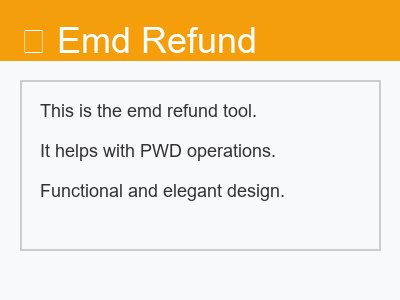 Emd Refund
This is the emd refund tool.
It helps with PWD operations.
Functional and elegant design.